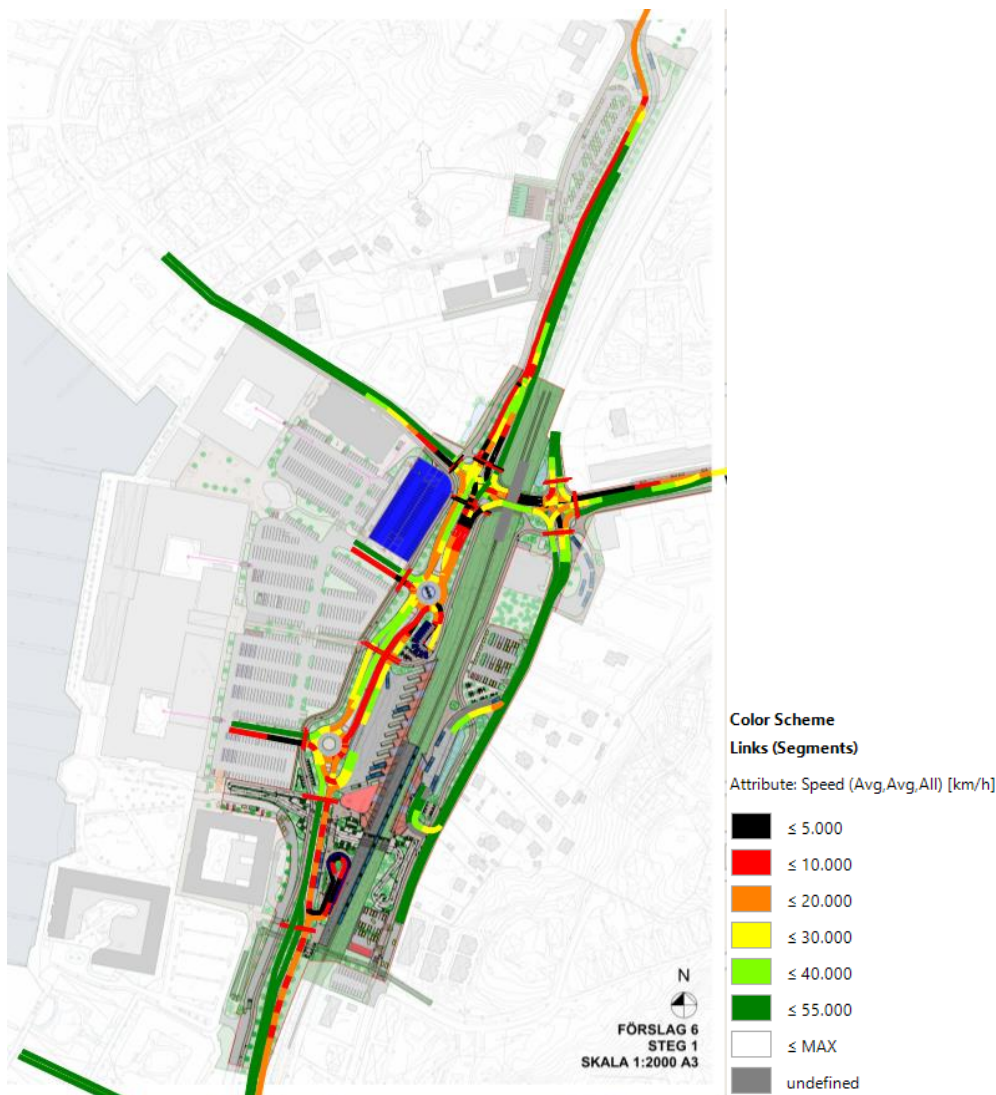 Color Scheme
Links (Segments)
Attribute: Speed (Avg,Avg,All) [km/h]
≤ 5.000
≤ 10.000
≤ 20.000
≤ 30.000
≤ 40.000
≤ 55.000
≤ MAX
undefined
N
FÖRSLAG 6
STEG 1
SKALA 1:2000 A3